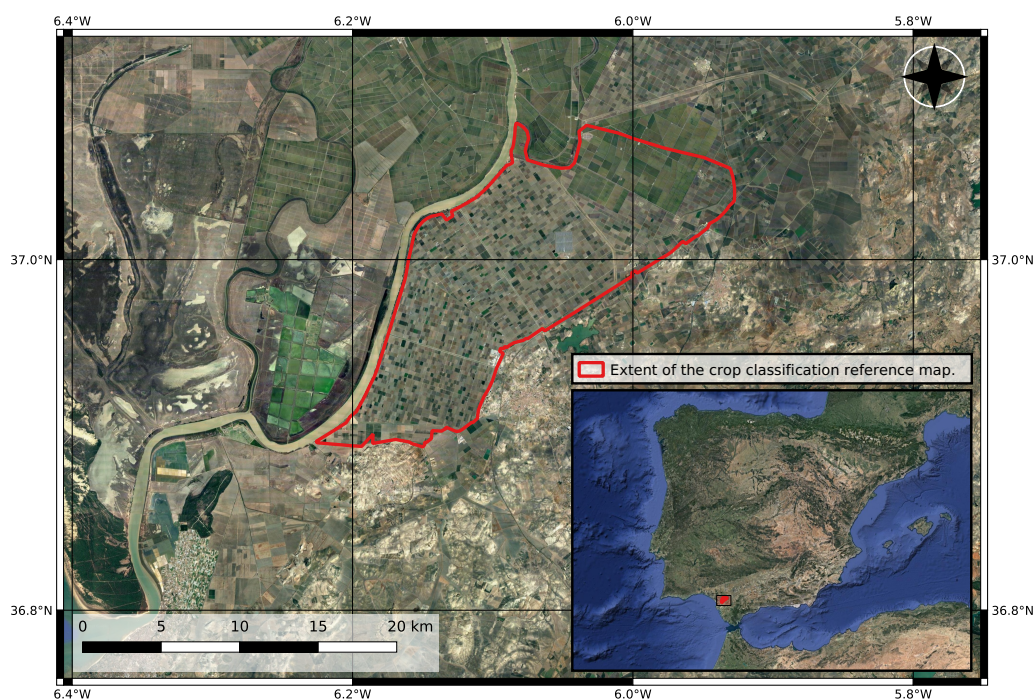 6.4°W
6.2°W
6.0°W
5.8°W
37.0°N
37.0°N
Extent of the crop classification reference map.
36.8°N
36.8°N
0 5 10 15 20 km
6.4°W
6.2°W
6.0°W
5.8°W